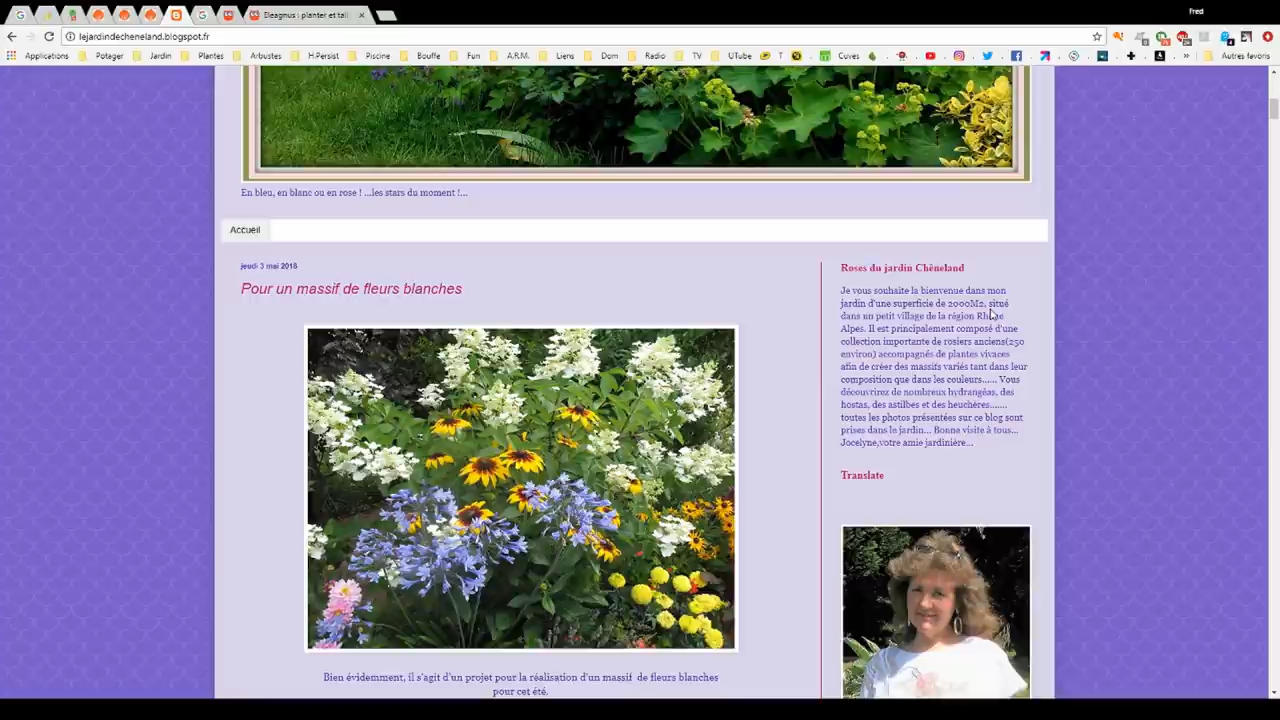 Fred
Eleagnus : planter et tail
lejardindecheneland.blogspot.fr
Applications Potager Jardin Plantes Arbustes H.Persist Piscine Bouffe Fun A.R.M. Liens Dom Radio TV UTube T Cuves » Autres favoris
En bleu, en blanc ou en rose ! ...les stars du moment !...
Accueil
jeudi 3 mai 2018
Pour un massif de fleurs blanches
Bien évidemment, il s'agit d'un projet pour la réalisation d'un massif de fleurs blanches
pour cet été.
Roses du jardin Chêneland
Je vous souhaite la bienvenue dans mon
jardin d'une superficie de 2000M2, situé
dans un petit village de la région Rhône
Alpes. Il est principalement composé d'une
collection importante de rosiers anciens(250
environ) accompagnés de plantes vivaces
afin de créer des massifs variés tant dans leur
composition que dans les couleurs...... Vous
découvrirez de nombreux hydrangéas, des
hostas, des astilbes et des heuchères.......
toutes les photos présentées sur ce blog sont
prises dans le jardin... Bonne visite à tous...
Jocelyne,votre amie jardinière...
Translate